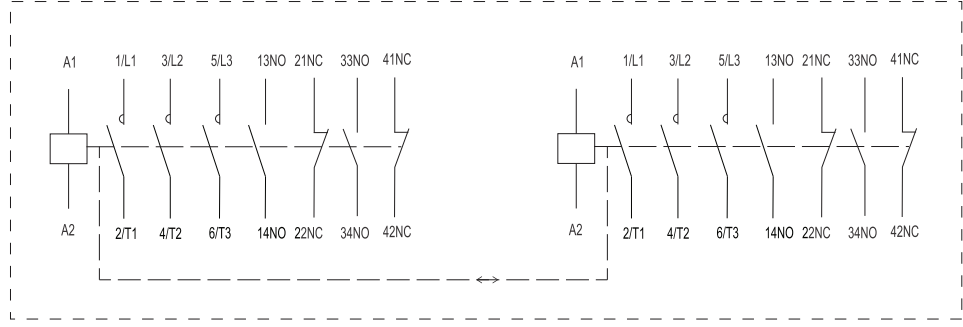 A1 1/L1 3/L2 5/L3 13NO 21NC 33NO 41NC A1 1/L1 3/L2 5/L3 13NO 21NC 33NO 41NC
A2 2/T1 4/T2 6/T3 14NO 22NC 34NO 42NC A2 2/T1 4/T2 6/T3 14NO 22NC 34NO 42NC